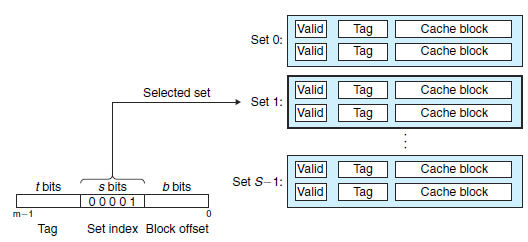 Set 0:
Valid Tag Cache block
Valid Tag Cache block
Selected set
Set 1:
Valid Tag Cache block
Valid Tag Cache block
...
Set S–1:
Valid Tag Cache block
Valid Tag Cache block
t bits s bits b bits
0 0 0 0 1
m–1 0
Tag Set index Block offset